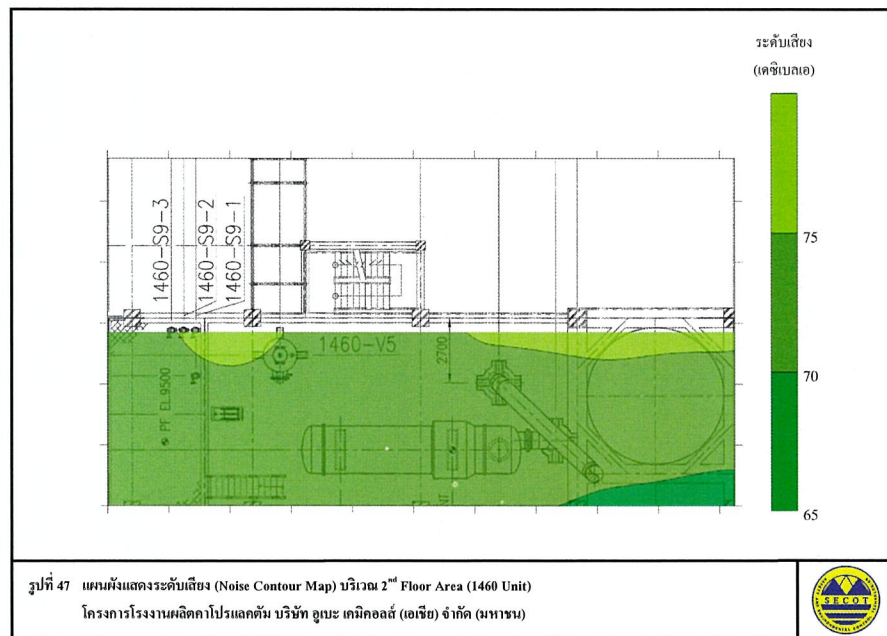 ระดับเสียง
(เดซิเบลเอ)
75
70
65
1460-S9-3
1460-S9-2
1460-S9-1
1460-V5
2700
PF EL.9500
NT
รูปที่ 47 แผนผังแสดงระดับเสียง (Noise Contour Map) บริเวณ 2nd Floor Area (1460 Unit)
โครงการโรงงานผลิตคาโปรแลคตัม บริษัท อูเบะ เคมิคอลส์ (เอเชีย) จำกัด (มหาชน)
SECOT